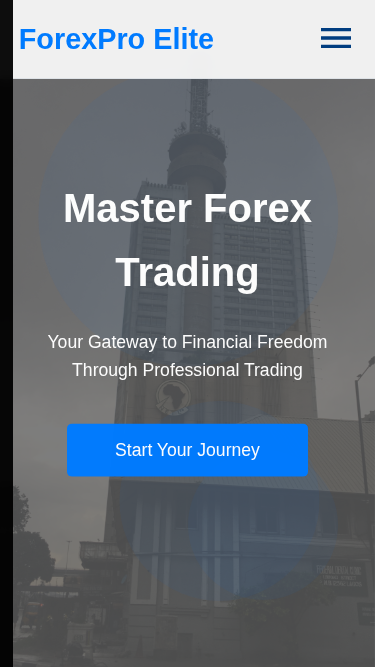 ForexPro Elite
Master Forex
Trading
Your Gateway to Financial Freedom
Through Professional Trading
Start Your Journey